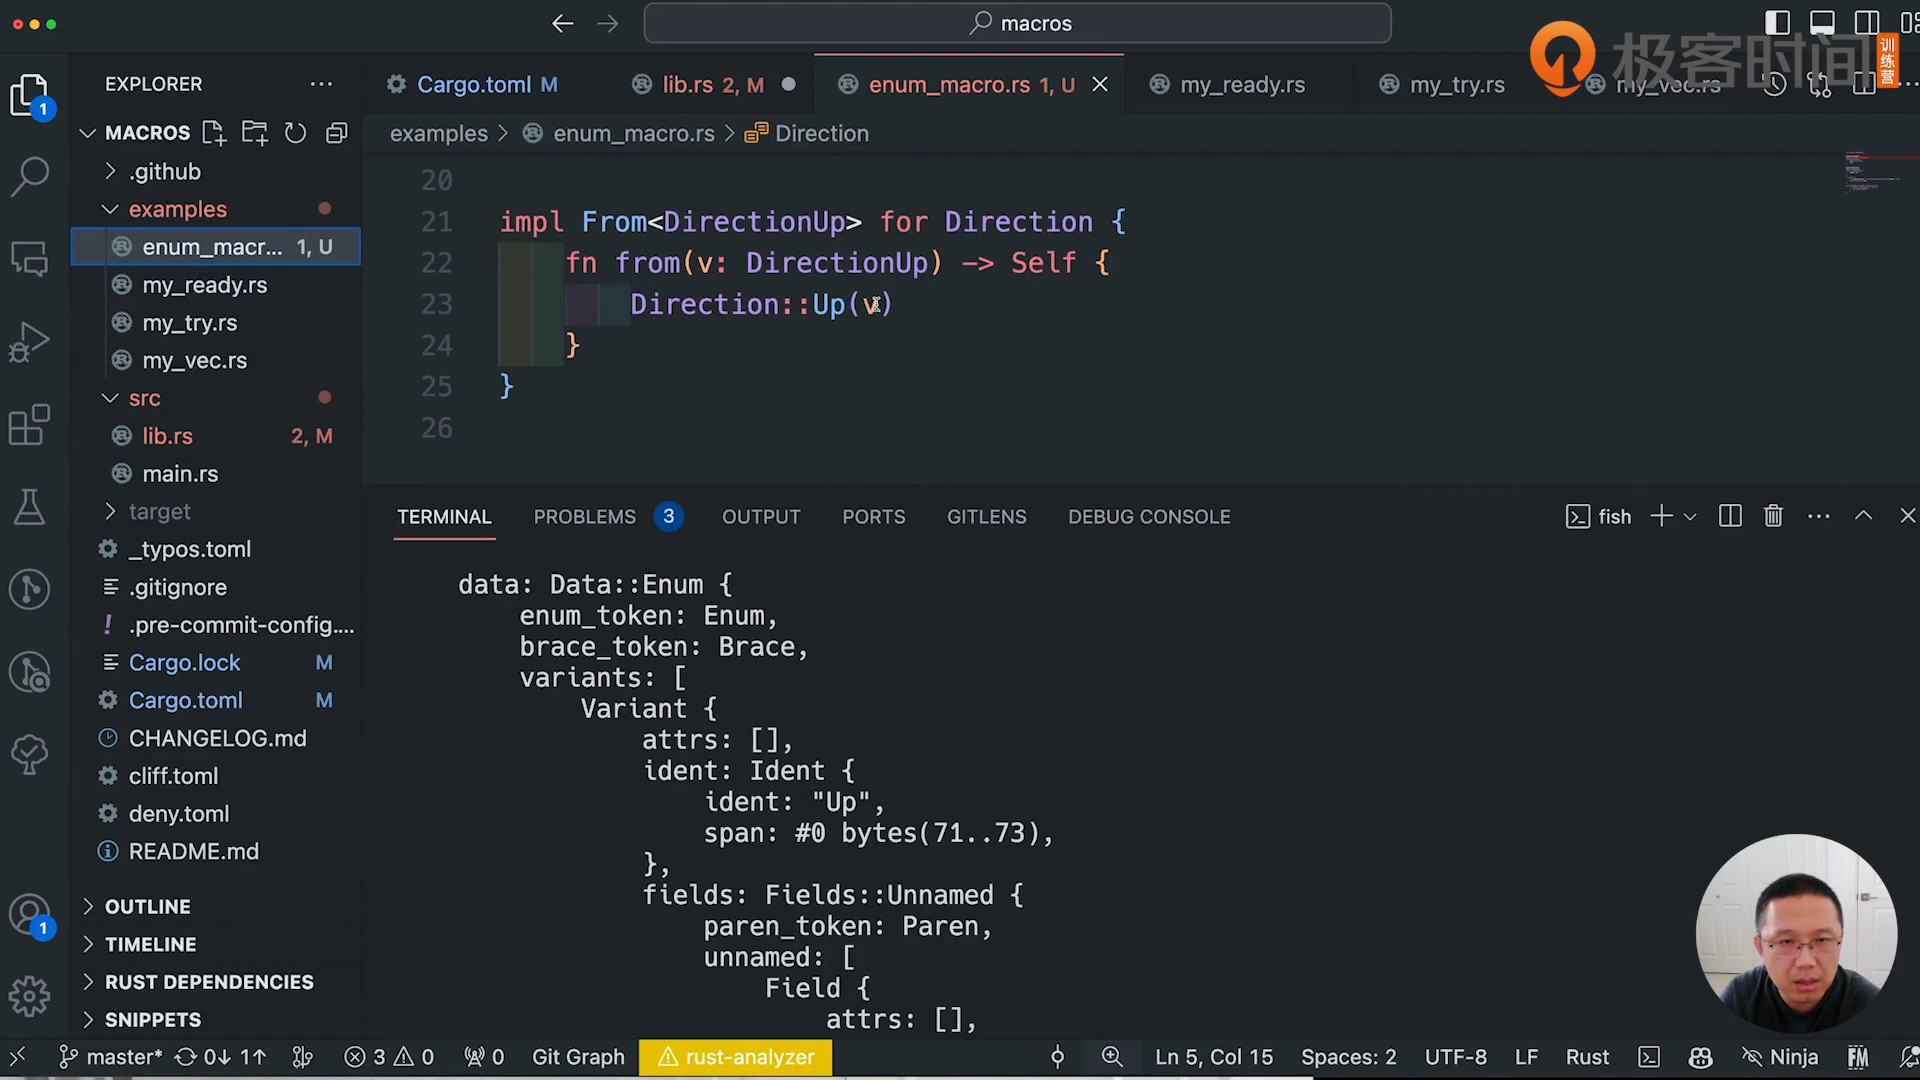 macros
极客时间
训练营
EXPLORER
Cargo.toml M
lib.rs 2, M
enum_macro.rs 1, U
my_ready.rs
my_try.rs
my_vec.rs
MACROS
examples > enum_macro.rs > Direction
.github
examples
enum_macr... 1, U
my_ready.rs
my_try.rs
my_vec.rs
src
lib.rs 2, M
main.rs
target
_typos.toml
.gitignore
.pre-commit-config....
Cargo.lock M
Cargo.toml M
CHANGELOG.md
cliff.toml
deny.toml
README.md
OUTLINE
TIMELINE
RUST DEPENDENCIES
SNIPPETS
1
1
20
21 impl From<DirectionUp> for Direction {
22 fn from(v: DirectionUp) -> Self {
23 Direction::Up(v)
24 }
25 }
26
TERMINAL PROBLEMS 3 OUTPUT PORTS GITLENS DEBUG CONSOLE fish
data: Data::Enum {
enum_token: Enum,
brace_token: Brace,
variants: [
Variant {
attrs: [],
ident: Ident {
ident: "Up",
span: #0 bytes(71..73),
},
fields: Fields::Unnamed {
paren_token: Paren,
unnamed: [
Field {
attrs: [],
master* 0↓ 1↑ 3 0 0 Git Graph rust-analyzer Ln 5, Col 15 Spaces: 2 UTF-8 LF Rust Ninja FM